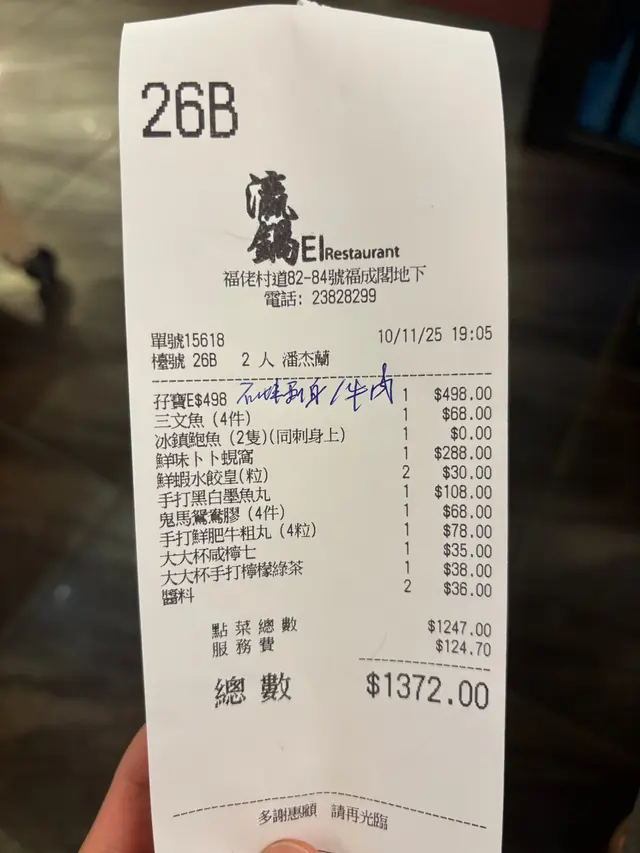 26B
瀛鍋 EI Restaurant
福佬村道82-84號福成閣地下
電話: 23828299
單號15618 10/11/25 19:05
檯號 26B 2 人 潘杰蘭
孖寶E$498 / 牛肉 1 $498.00
三文魚 (4件) 1 $68.00
冰鎮鮑魚 (2隻)(同刺身上) 1 $0.00
鮮味卜卜蜆窩 1 $288.00
鮮蝦水餃皇(粒) 2 $30.00
手打黑白墨魚丸 1 $108.00
鬼馬鴛鴦膠 (4件) 1 $68.00
手打鮮肥牛粗丸 (4粒) 1 $78.00
大大杯咸檸七 1 $35.00
大大杯手打檸檬綠茶 1 $38.00
醬料 2 $36.00
點菜總數 $1247.00
服務費 $124.70
總數 $1372.00
多謝惠顧 請再光臨